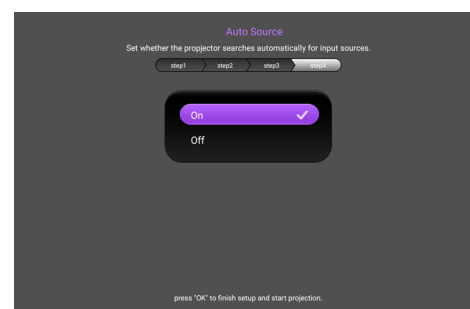 Auto Source
Set whether the propjector searches automatically for input sources.
step1 step2 step3 step4
On
Off
press "OK" to finish setup and start projection.